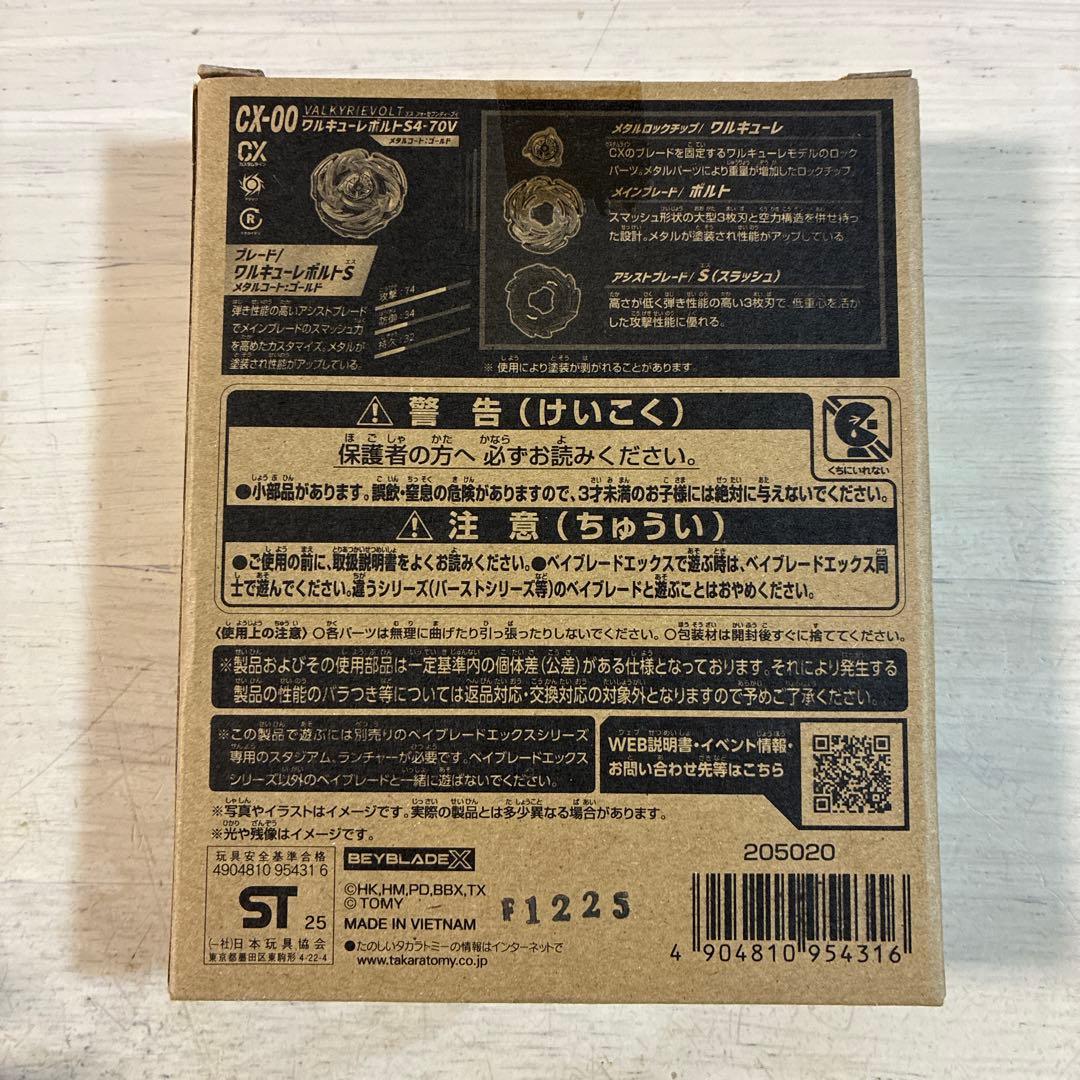 CX-00
VALKYRIEVOLT
ワルキューレボルトS4-70V
メタルコート:ゴールド
CX
カスタムライン
R
ブレード/
ワルキューレボルトS
メタルコート:ゴールド
弾き性能の高いアシストブレード
でメインブレードのスマッシュ力
を高めたカスタマイズ。メタルが
塗装され性能がアップしている。
攻撃:74
防御:34
持久:32
メタルロックチップ/ ワルキューレ
CXのブレードを固定するワルキューレモデルのロック
パーツ。メタルパーツにより重量が増加したロックチップ。
メインブレード/ ボルト
スマッシュ形状の大型3枚刃と空力構造を併せ持っ
た設計。メタルが塗装され性能がアップしている
アシストブレード/ S(スラッシュ)
高さが低く弾き性能の高い3枚刃で、低重心を活か
した攻撃性能に優れる。
※ 使用により塗装が剥がれることがあります
⚠ 警 告(けいこく)
くちにいれない
保護者の方へ 必ずお読みください。
●小部品があります。誤飲・窒息の危険がありますので、3才未満のお子様には絶対に与えないでください。
⚠ 注 意(ちゅうい)
●ご使用の前に、取扱説明書をよくお読みください。●ベイブレードエックスで遊ぶ時は、ベイブレードエックス同
士で遊んでください。違うシリーズ(バーストシリーズ等)のベイブレードと遊ぶことはおやめください。
〈使用上の注意〉○各パーツは無理に曲げたり引っ張ったりしないでください。○包装材は開封後すぐに捨ててください。
※製品およびその使用部品は一定基準内の個体差(公差)がある仕様となっております。それにより発生する
製品の性能のバラつき等については返品対応・交換対応の対象外となりますので予めご了承ください。
※この製品で遊ぶには別売りのベイブレードエックスシリーズ
専用のスタジアム、ランチャーが必要です。ベイブレードエックス
シリーズ以外のベイブレードと一緒に遊ばないでください。
WEB説明書・イベント情報・
お問い合わせ先等はこちら
※写真やイラストはイメージです。実際の製品とは多少異なる場合があります。
※光や残像はイメージです。
玩具安全基準合格
4904810 95431 6
ST 25
(一社)日本玩具協会
東京都墨田区東駒形4-22-4
BEYBLADE X
©HK,HM,PD,BBX,TX
© TOMY
MADE IN VIETNAM
F1225
●たのしいタカラトミーの情報はインターネットで
www.takaratomy.co.jp
205020
4 904810 954316